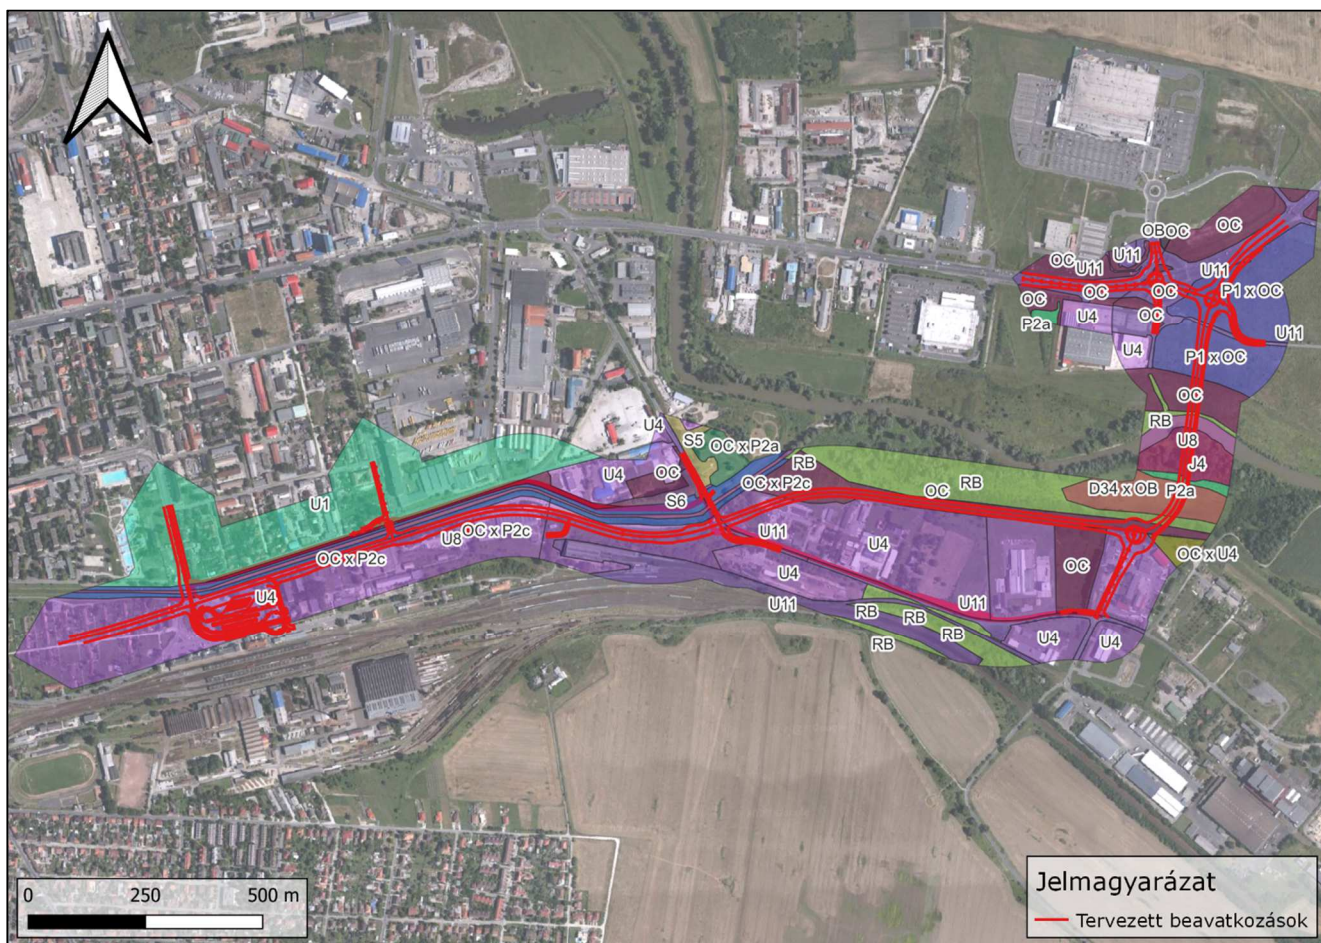 OC
OBOC
OC
U11
U11
U11
OC
P1 x OC
OC
OC
OC
P2a
U4
U11
U4
P1 x OC
OC
RB
U4
S5
OC x P2a
U8
U4
OC
RB
J4
OC x P2c
RB
D34 x OB
P2a
S6
OC
U1
U8
OC x P2c
U11
OC x P2c
U4
OC x U4
OC
U4
U4
U11
RB
U11
RB
RB
RB
U4
U4
0 250 500 m
Jelmagyarázat
Tervezett beavatkozások